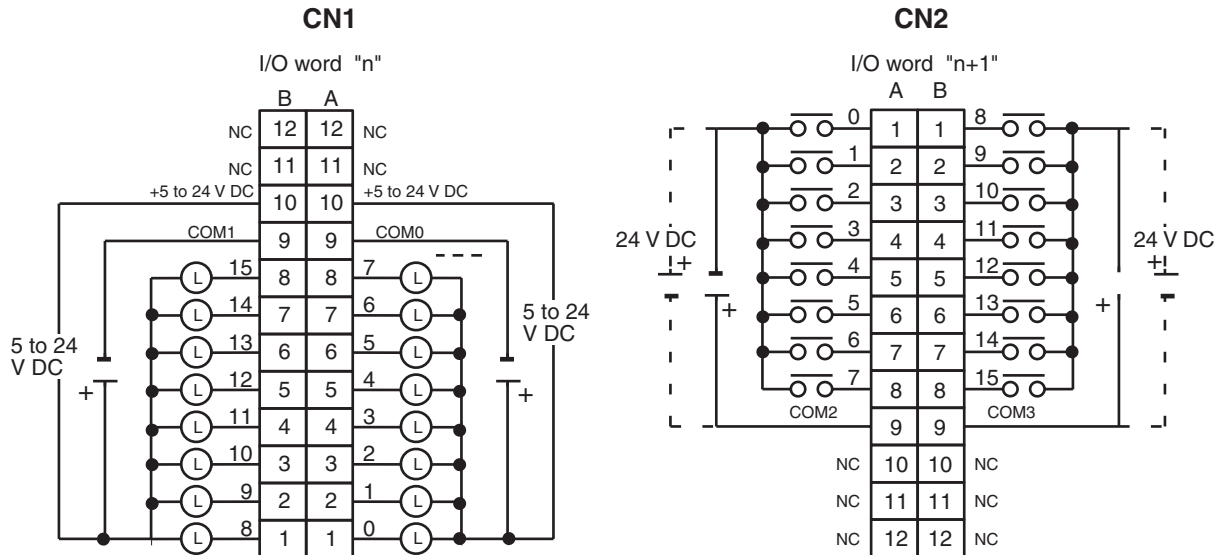 CN1
I/O word "n"
B A
NC 12 12 NC
NC 11 11 NC
+5 to 24 V DC 10 10 +5 to 24 V DC
COM1 9 9 COM0
L 15 8 8 7 L
L 14 7 7 6 L
L 13 6 6 5 L
L 12 5 5 4 L
L 11 4 4 3 L
L 10 3 3 2 L
L 9 2 2 1 L
L 8 1 1 0 L
5 to 24
V DC
+
5 to 24
V DC
+
CN2
I/O word "n+1"
A B
0 1 1 8
1 2 2 9
2 3 3 10
3 4 4 11
4 5 5 12
5 6 6 13
6 7 7 14
7 8 8 15
COM2 9 9 COM3
NC 10 10 NC
NC 11 11 NC
NC 12 12 NC
24 V DC
+
+
24 V DC
+
+